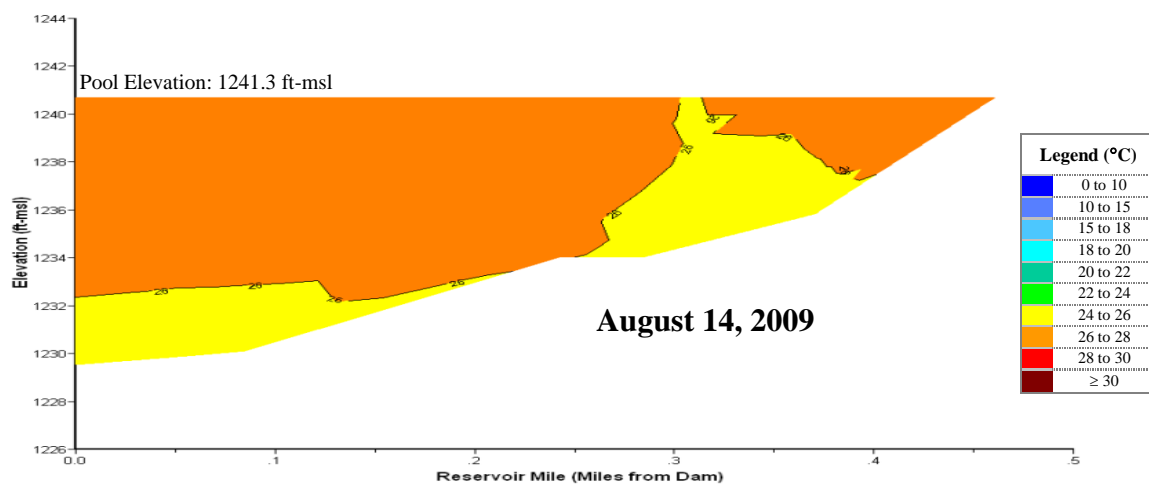 1244
1242
Pool Elevation: 1241.3 ft-msl
1240
1238
1236
1234
1232
1230
1228
1226
Elevation (ft-msl)
26
26
26
26
26
26
26
26
26
August 14, 2009
0.0 .1 .2 .3 .4 .5
Reservoir Mile (Miles from Dam)
Legend (°C)
0 to 10
10 to 15
15 to 18
18 to 20
20 to 22
22 to 24
24 to 26
26 to 28
28 to 30
≥ 30